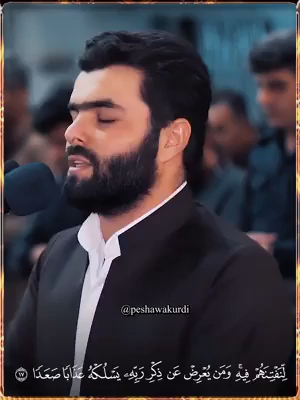 @peshawakurdi
لِّنَفْتِنَهُمْ فِيهِ ۚ وَمَن يُعْرِضْ عَن ذِكْرِ رَبِّهِۦ يَسْلُكْهُ عَذَابًا صَعَدًا ١٧